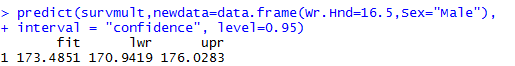 > predict(survmult,newdata=data.frame(Wr.Hnd=16.5,Sex="Male"),
+ interval = "confidence", level=0.95)
fit lwr upr
1 173.4851 170.9419 176.0283